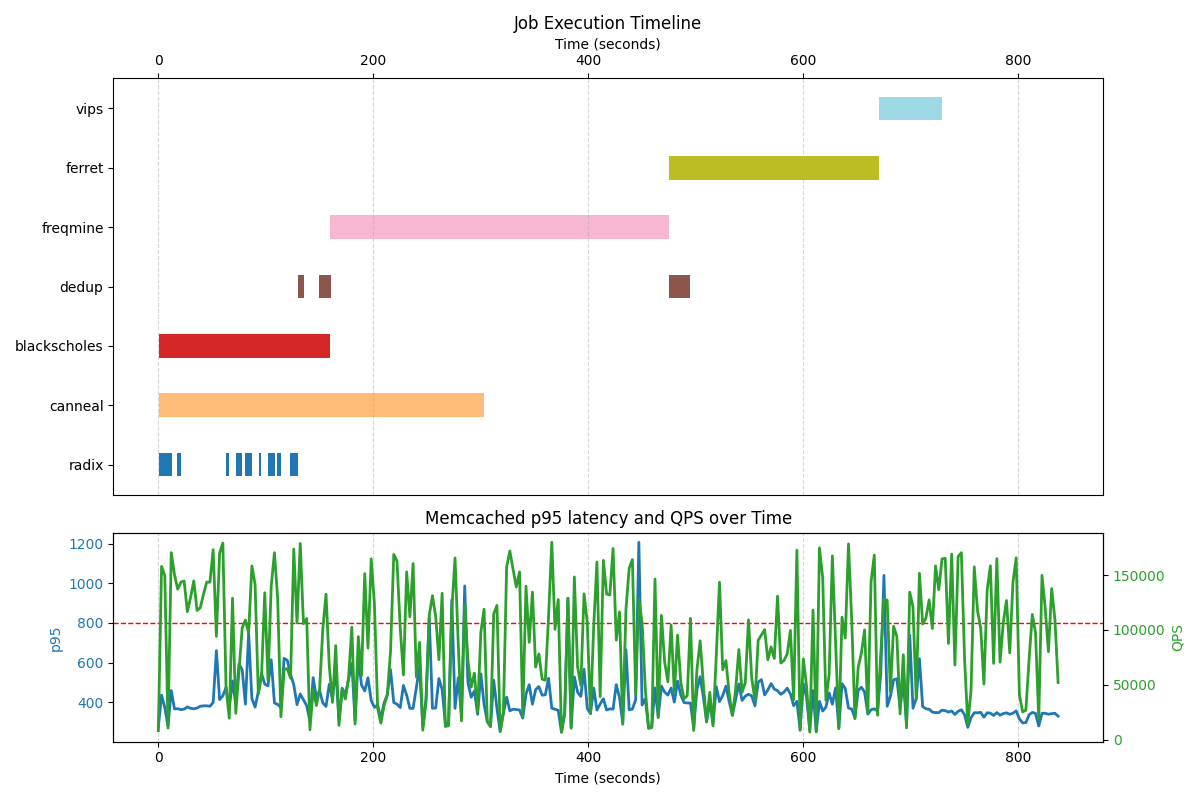 Job Execution Timeline
Time (seconds)
0 200 400 600 800
vips
ferret
freqmine
dedup
blackscholes
canneal
radix
Memcached p95 latency and QPS over Time
1200
1000
800
600
400
p95
150000
100000
50000
0
QPS
0 200 400 600 800
Time (seconds)